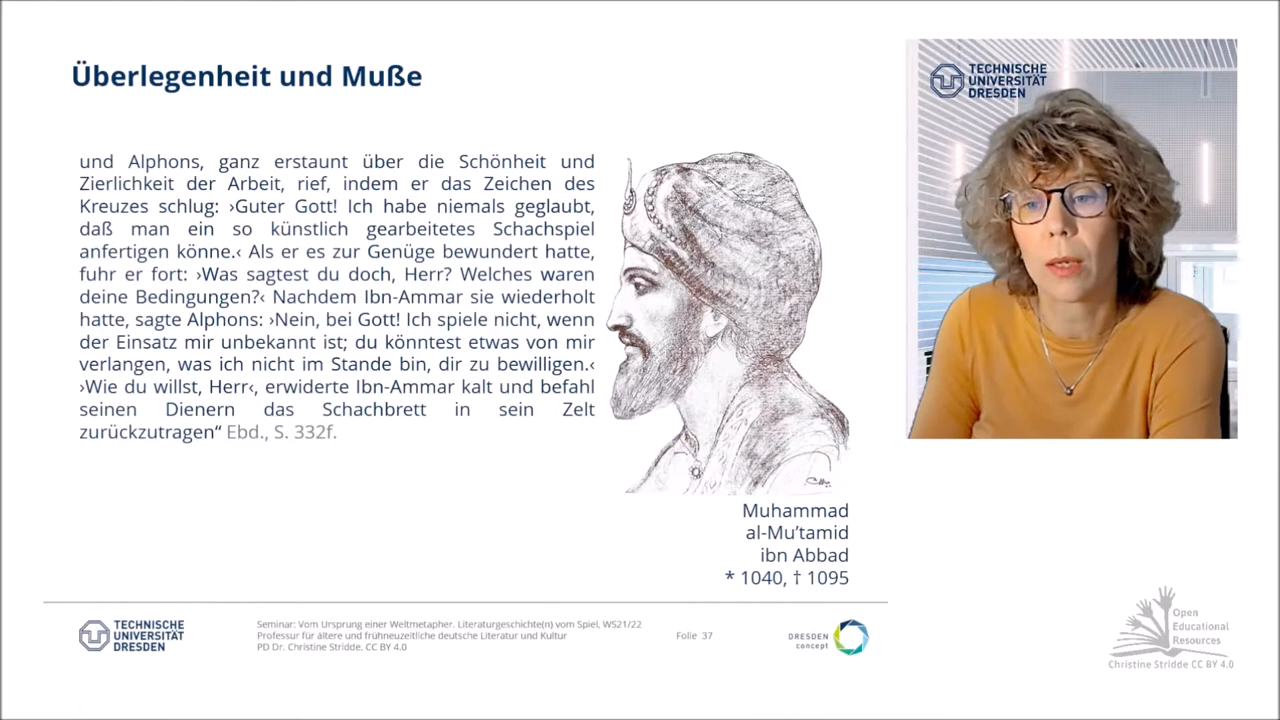 Überlegenheit und Muße
und Alphons, ganz erstaunt über die Schönheit und
Zierlichkeit der Arbeit, rief, indem er das Zeichen des
Kreuzes schlug: ›Guter Gott! Ich habe niemals geglaubt,
daß man ein so künstlich gearbeitetes Schachspiel
anfertigen könne.‹ Als er es zur Genüge bewundert hatte,
fuhr er fort: ›Was sagtest du doch, Herr? Welches waren
deine Bedingungen?‹ Nachdem Ibn-Ammar sie wiederholt
hatte, sagte Alphons: ›Nein, bei Gott! Ich spiele nicht, wenn
der Einsatz mir unbekannt ist; du könntest etwas von mir
verlangen, was ich nicht im Stande bin, dir zu bewilligen.‹
›Wie du willst, Herr‹, erwiderte Ibn-Ammar kalt und befahl
seinen Dienern das Schachbrett in sein Zelt
zurückzutragen“ Ebd., S. 332f.
Muhammad
al-Mu’tamid
ibn Abbad
* 1040, † 1095
TECHNISCHE
UNIVERSITÄT
DRESDEN
TECHNISCHE
UNIVERSITÄT
DRESDEN
Seminar: Vom Ursprung einer Weltmetapher. Literaturgeschichte(n) vom Spiel, WS21/22
Professur für ältere und frühneuzeitliche deutsche Literatur und Kultur
PD Dr. Christine Stridde. CC BY 4.0
Folie 37
DRESDEN
concept
Open
Educational
Resources
Christine Stridde CC BY 4.0